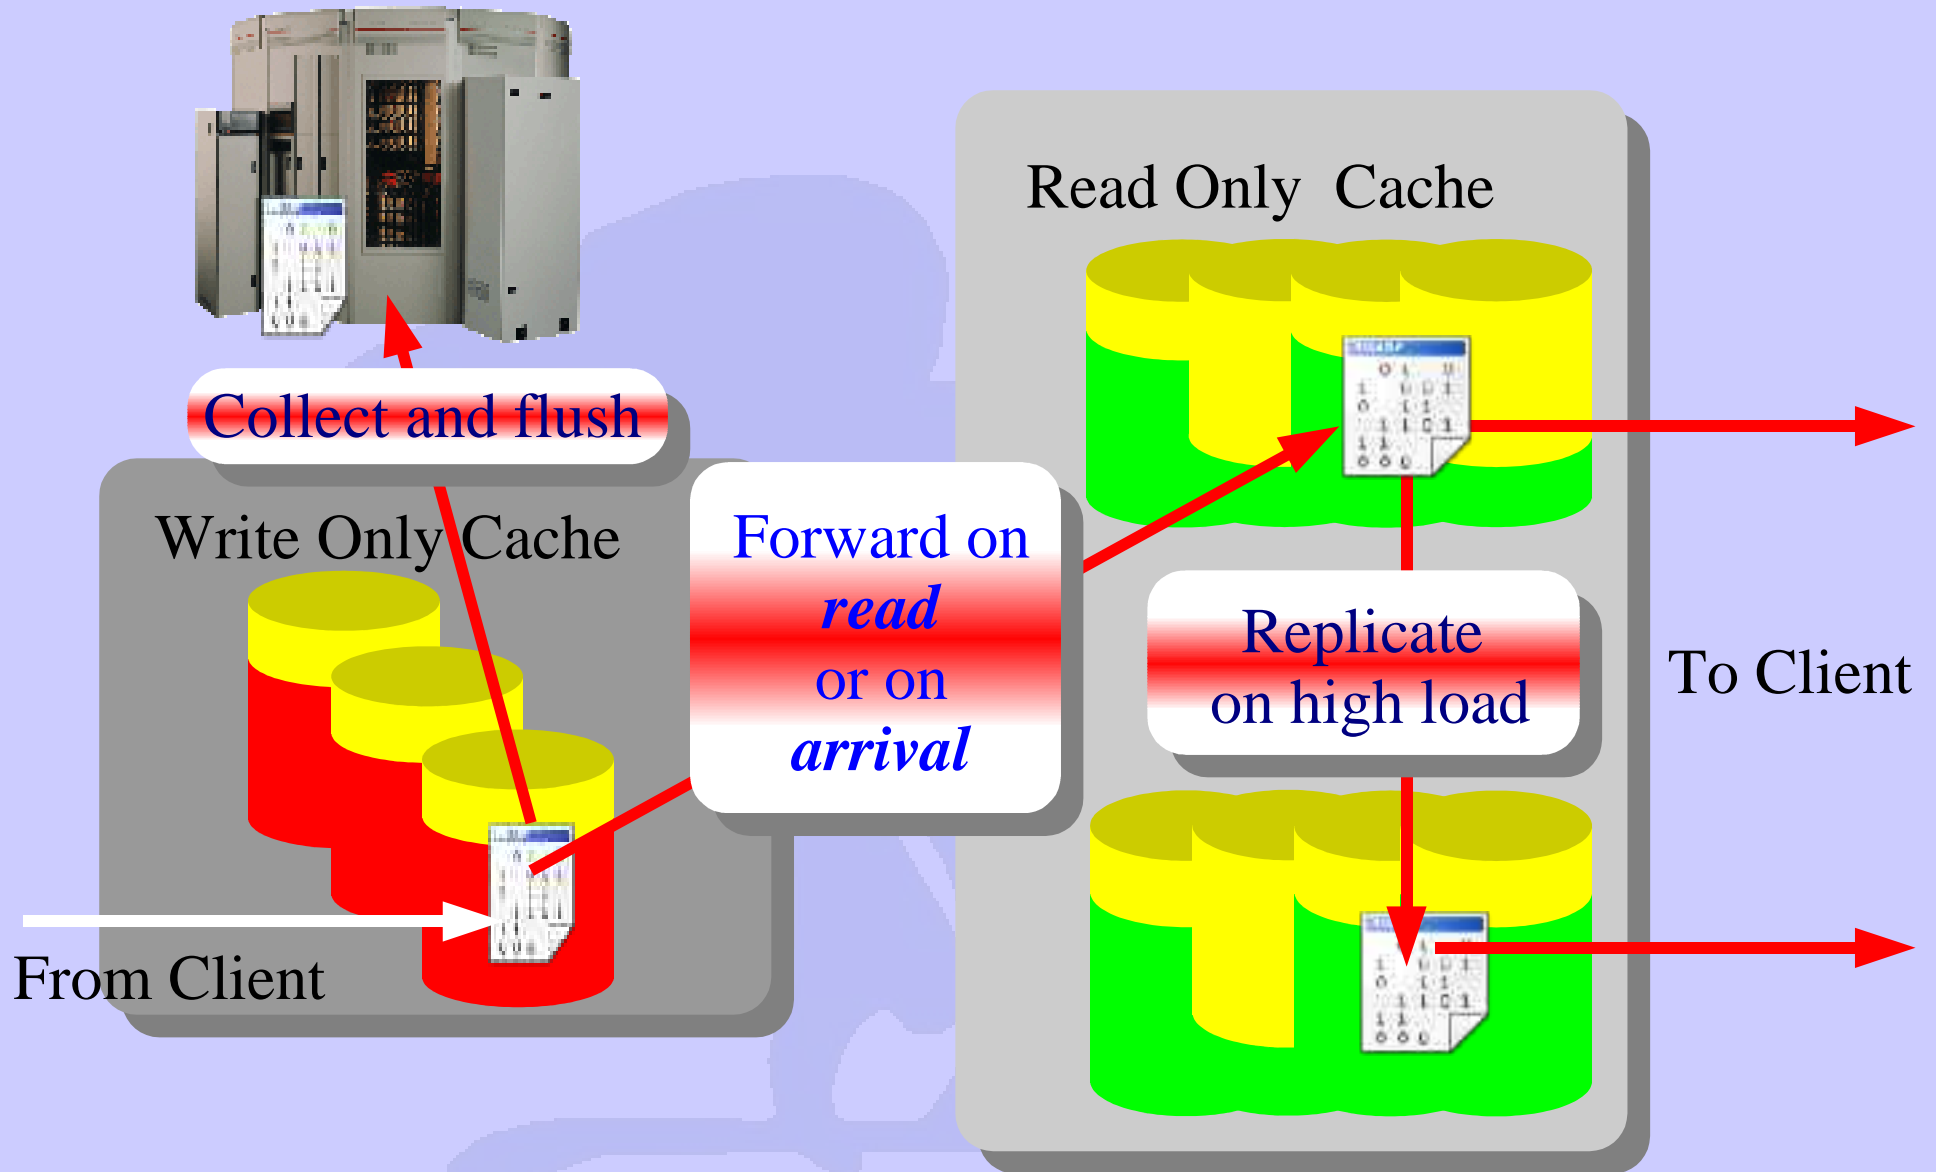 Read Only Cache
Collect and flush
Write Only Cache
Forward on
read
or on
arrival
Replicate
on high load
To Client
From Client